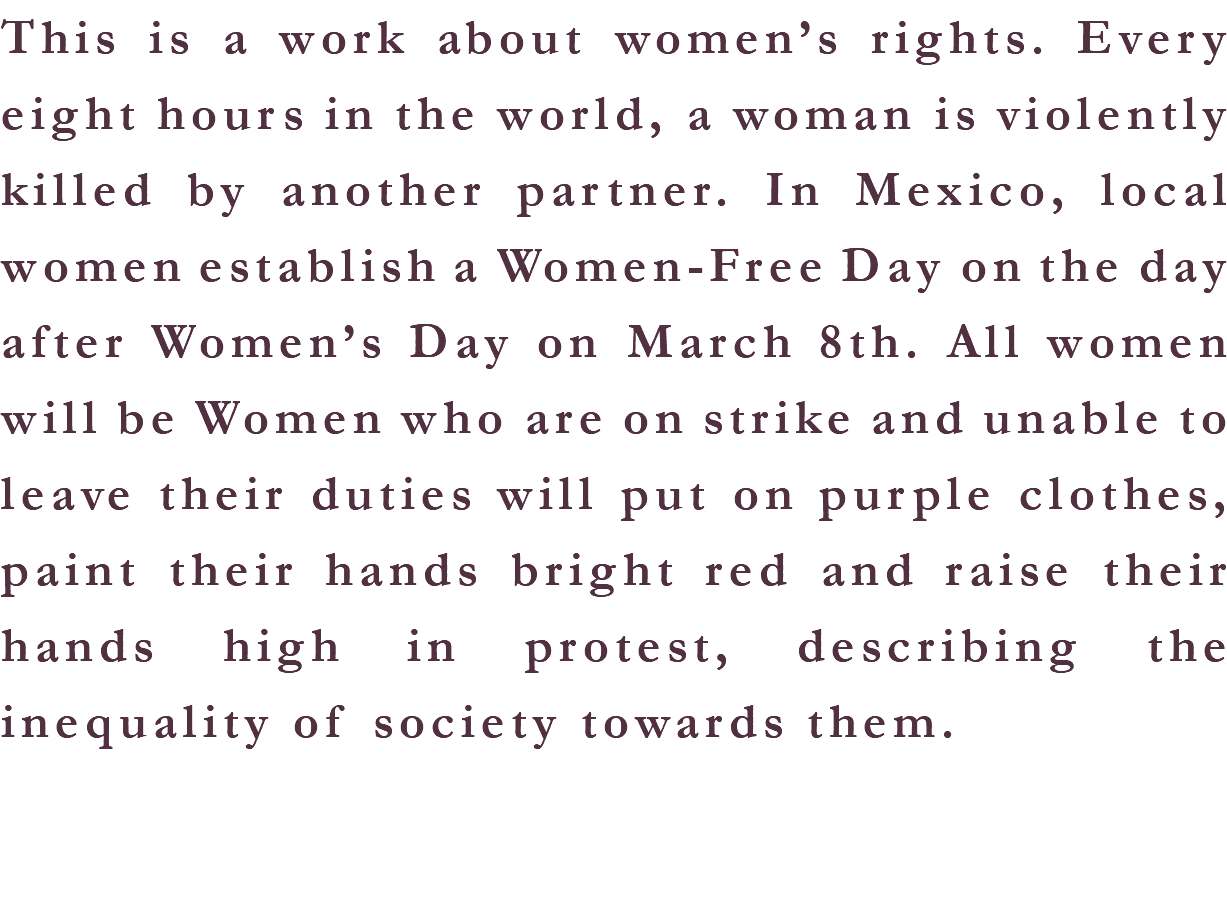 This is a work about women’s rights. Every
eight hours in the world, a woman is violently
killed by another partner. In Mexico, local
women establish a Women-Free Day on the day
after Women’s Day on March 8th. All women
will be Women who are on strike and unable to
leave their duties will put on purple clothes,
paint their hands bright red and raise their
hands high in protest, describing the
inequality of society towards them.